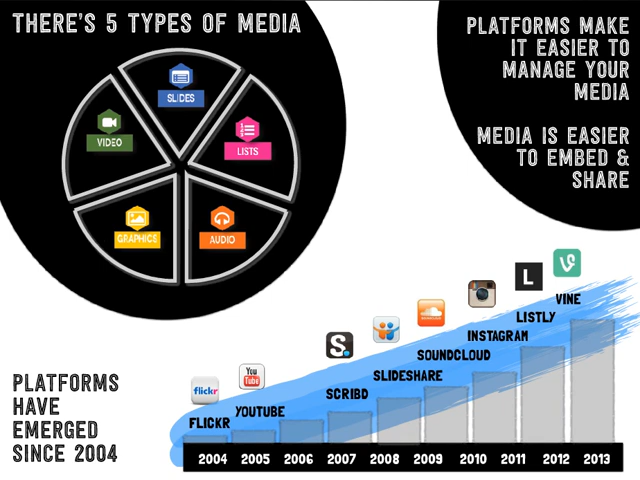 THERE'S 5 TYPES OF MEDIA
SLIDES
VIDEO
LISTS
GRAPHICS
AUDIO
PLATFORMS MAKE
IT EASIER TO
MANAGE YOUR
MEDIA
MEDIA IS EASIER
TO EMBED &
SHARE
PLATFORMS
HAVE
EMERGED
SINCE 2004
L
VINE
LISTLY
INSTAGRAM
SOUNDCLOUD
SLIDESHARE
S.
SCRIBD
You
Tube
YOUTUBE
flickr
FLICKR
2004 2005 2006 2007 2008 2009 2010 2011 2012 2013